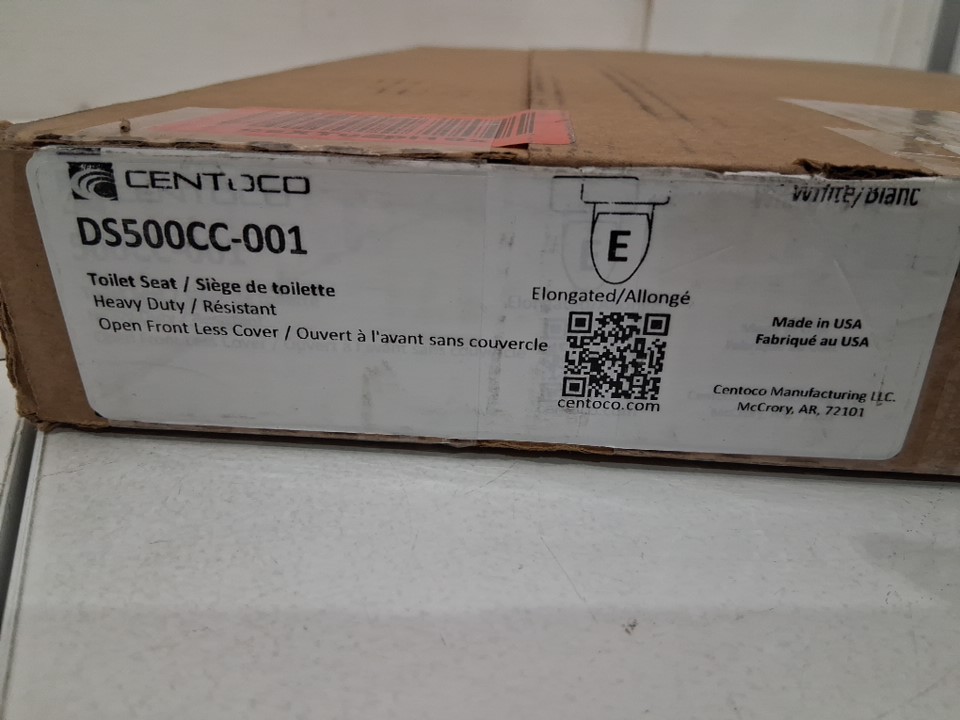 CENTOCO
DS500CC-001
Toilet Seat / Siège de toilette
Heavy Duty / Résistant
Open Front Less Cover / Ouvert à l'avant sans couvercle
E
Elongated/Allongé
centoco.com
White/Blanc
Made in USA
Fabriqué au USA
Centoco Manufacturing LLC.
McCrory, AR, 72101